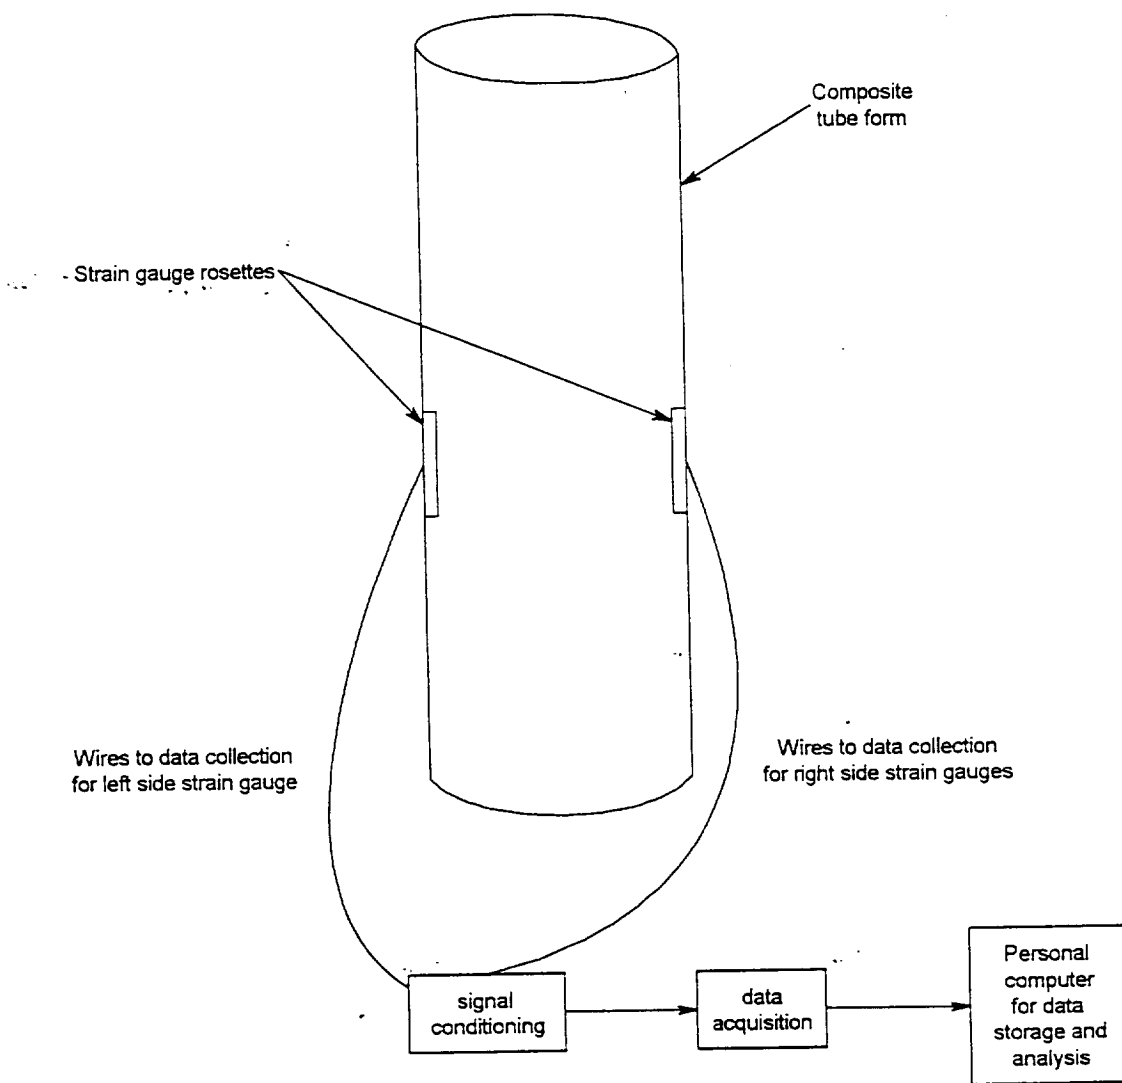 Composite
tube form
Strain gauge rosettes
Wires to data collection
for left side strain gauge
Wires to data collection
for right side strain gauges
signal
conditioning
data
acquisition
Personal
computer
for data
storage and
analysis